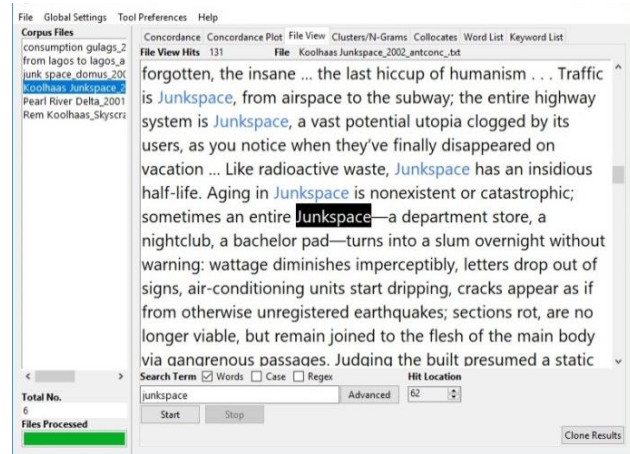 File Global Settings Tool Preferences Help
Corpus Files
consumption gulags_2
from lagos to lagos_a
junk space_domus_200
Koolhaas Junkspace_2
Pearl River Delta_2001
Rem Koolhaas_Skyscra
Total No.
6
Files Processed
Concordance Concordance Plot File View Clusters/N-Grams Collocates Word List Keyword List
File View Hits 131 File Koolhaas Junkspace_2002_antconc_.txt
forgotten, the insane ... the last hiccup of humanism . . . Traffic
is Junkspace, from airspace to the subway; the entire highway
system is Junkspace, a vast potential utopia clogged by its
users, as you notice when they've finally disappeared on
vacation ... Like radioactive waste, Junkspace has an insidious
half-life. Aging in Junkspace is nonexistent or catastrophic;
sometimes an entire Junkspace—a department store, a
nightclub, a bachelor pad—turns into a slum overnight without
warning: wattage diminishes imperceptibly, letters drop out of
signs, air-conditioning units start dripping, cracks appear as if
from otherwise unregistered earthquakes; sections rot, are no
longer viable, but remain joined to the flesh of the main body
via gangrenous passages. Judging the built presumed a static
Search Term Words Case Regex Hit Location
junkspace Advanced 62
Start Stop
Clone Results